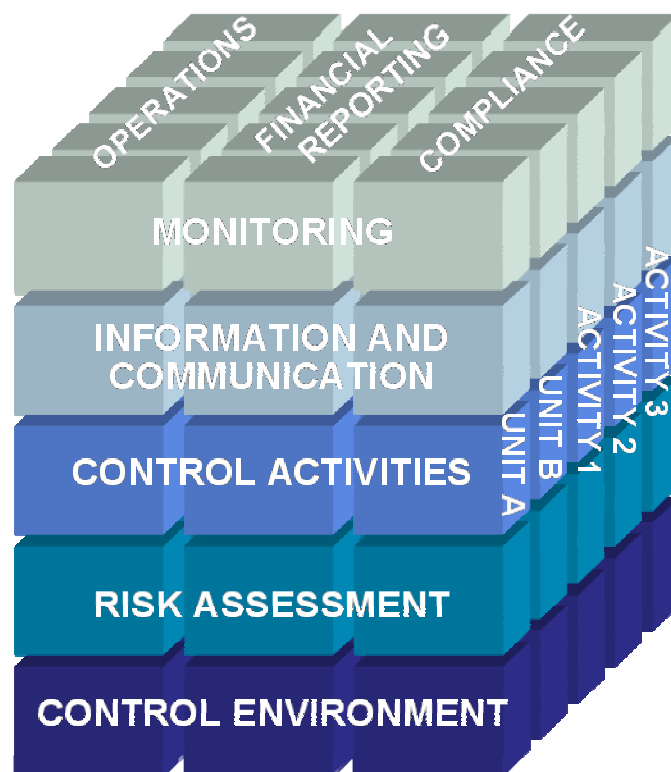 OPERATIONS
FINANCIAL
REPORTING
COMPLIANCE
MONITORING
INFORMATION AND
COMMUNICATION
CONTROL ACTIVITIES
RISK ASSESSMENT
CONTROL ENVIRONMENT
UNIT A
UNIT B
ACTIVITY 1
ACTIVITY 2
ACTIVITY 3